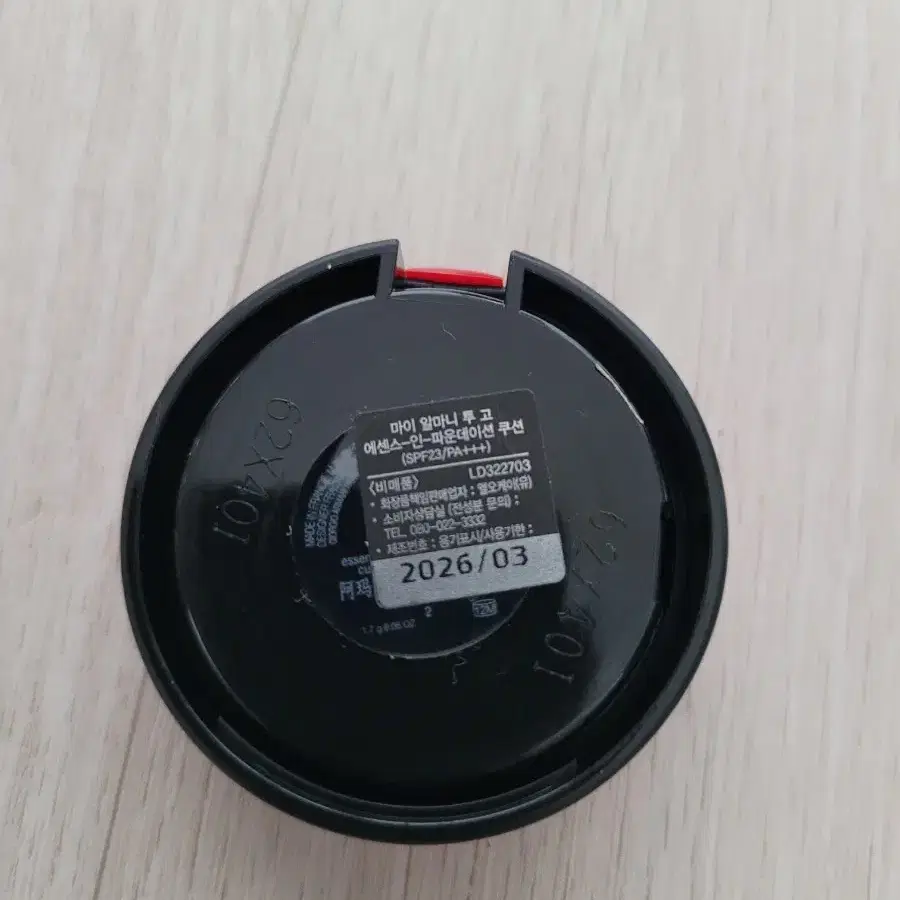 마이 알마니 투 고
에센스-인-파운데이션 쿠션
(SPF23/PA+++)
<비매품> LD322703
• 화장품책임판매업자 : 엘오케이(유)
• 소비자상담실 (전성분 문의) :
TEL 080-022-3332
• 제조번호 : 용기표시/사용기한 :
2026/03
2
12M
62X401
62X401